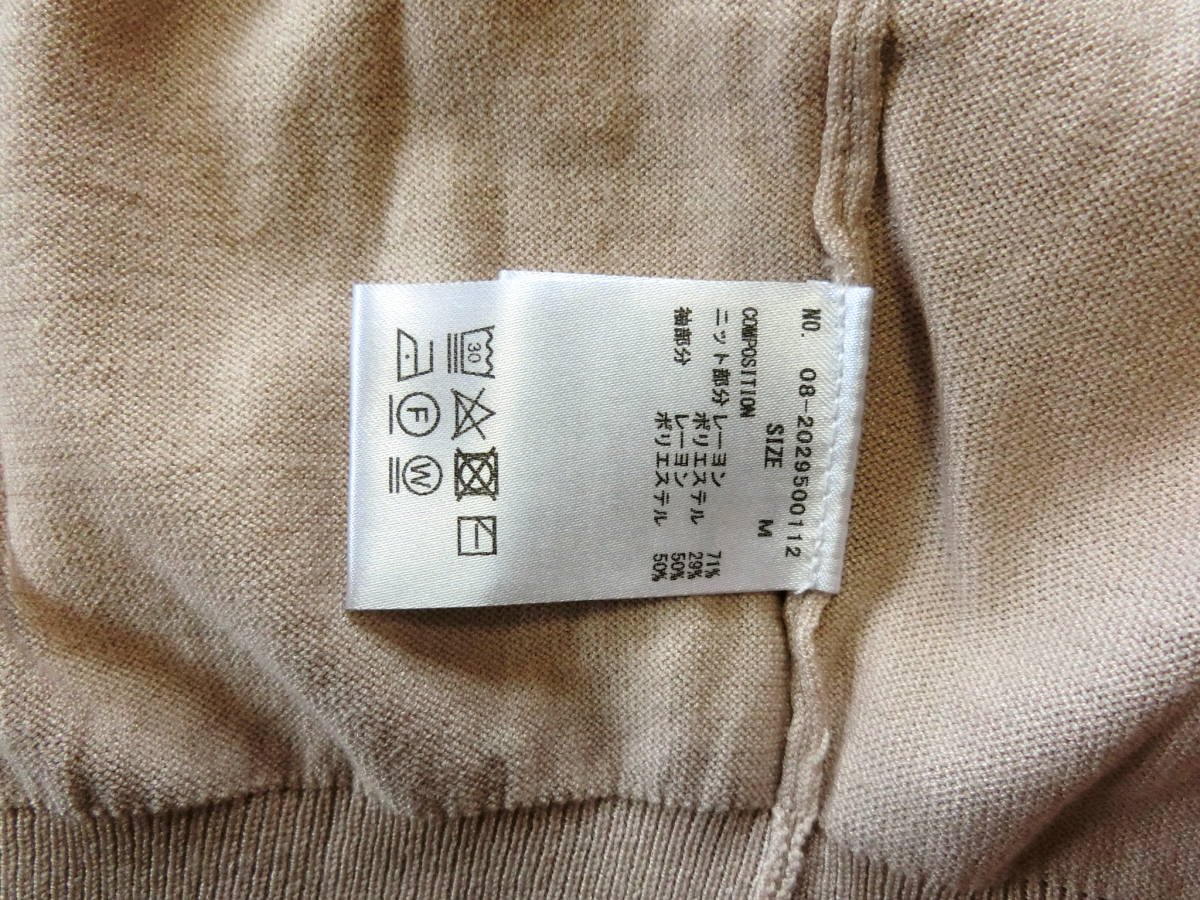 NO. 08-2029500112
SIZE M
COMPOSITION
ニット部分 レーヨン 71%
ポリエステル 29%
袖部分 レーヨン 50%
ポリエステル 50%
30
F W